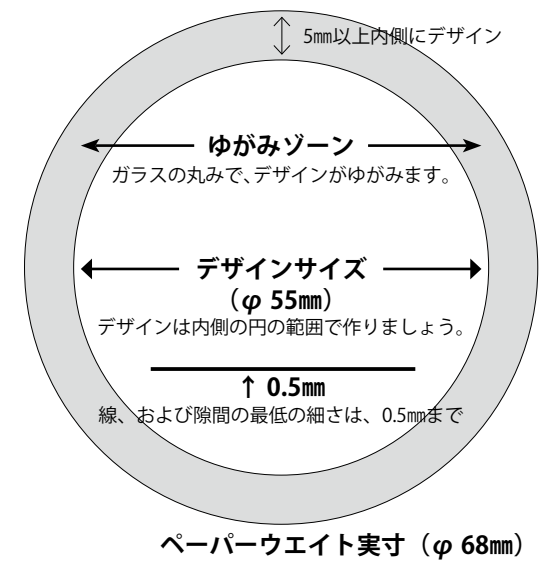 5㎜以上内側にデザイン
ゆがみゾーン
ガラスの丸みで、デザインがゆがみます。
デザインサイズ
（φ 55㎜）
デザインは内側の円の範囲で作りましょう。
↑ 0.5㎜
線、および隙間の最低の細さは、0.5㎜まで
ペーパーウエイト実寸（φ 68㎜）